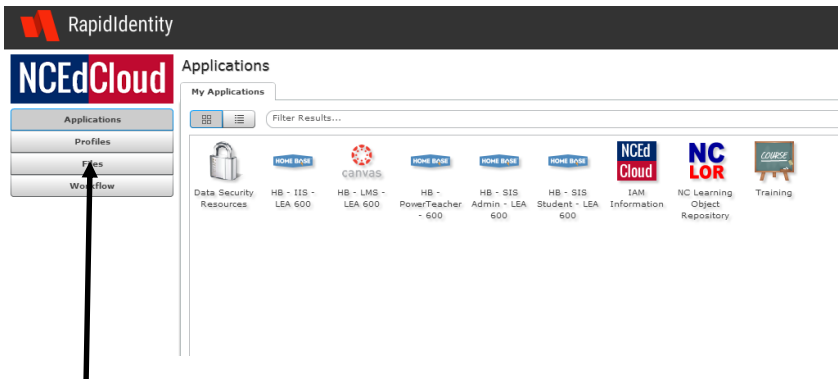 RapidIdentity
NCEdCloud
Applications
Profiles
Files
Workflow
Applications
My Applications
Filter Results...
HOME BASE
canvas
HOME BASE
HOME BASE
HOME BASE
NCEd
Cloud
NC
LOR
COURSE
Data Security
Resources
HB - IIS -
LEA 600
HB - LMS -
LEA 600
HB -
PowerTeacher
- 600
HB - SIS
Admin - LEA
600
HB - SIS
Student - LEA
600
IAM
Information
NC Learning
Object
Repository
Training